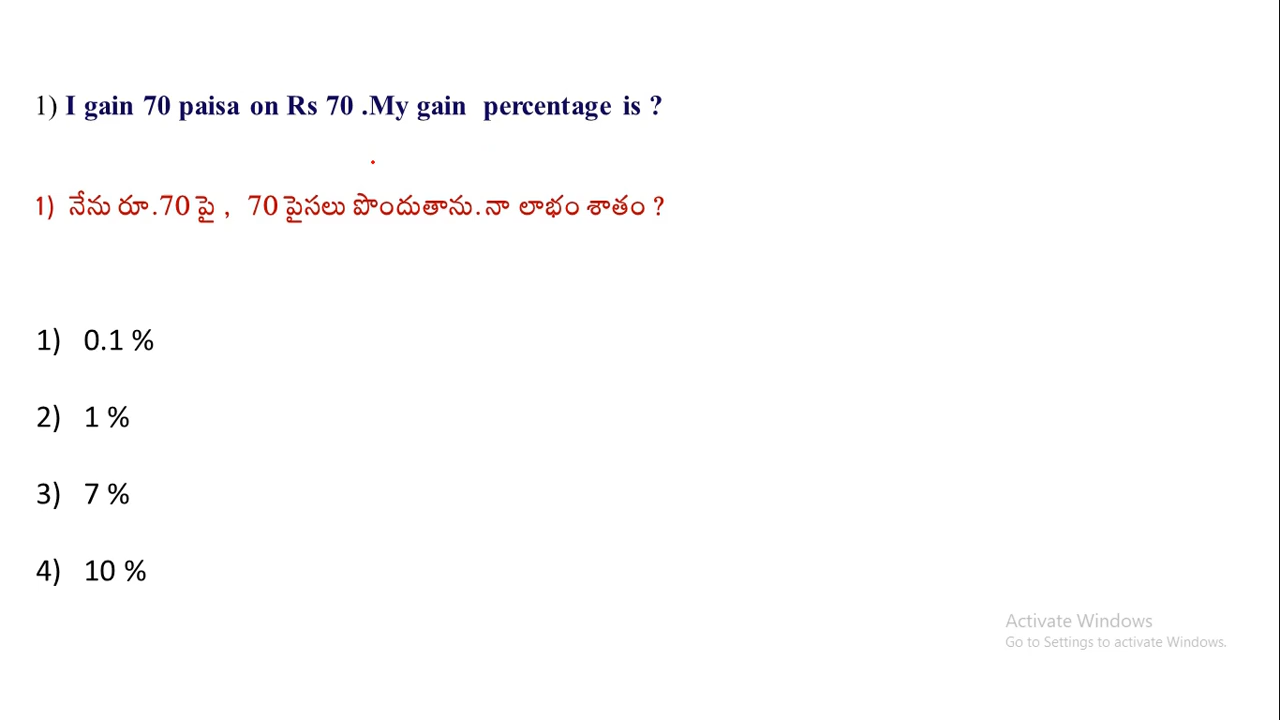 1) I gain 70 paisa on Rs 70 .My gain percentage is ?
1) నేను రూ.70 పై , 70 పైసలు పొందుతాను. నా లాభం శాతం ?
1) 0.1 %
2) 1 %
3) 7 %
4) 10 %
Activate Windows
Go to Settings to activate Windows.